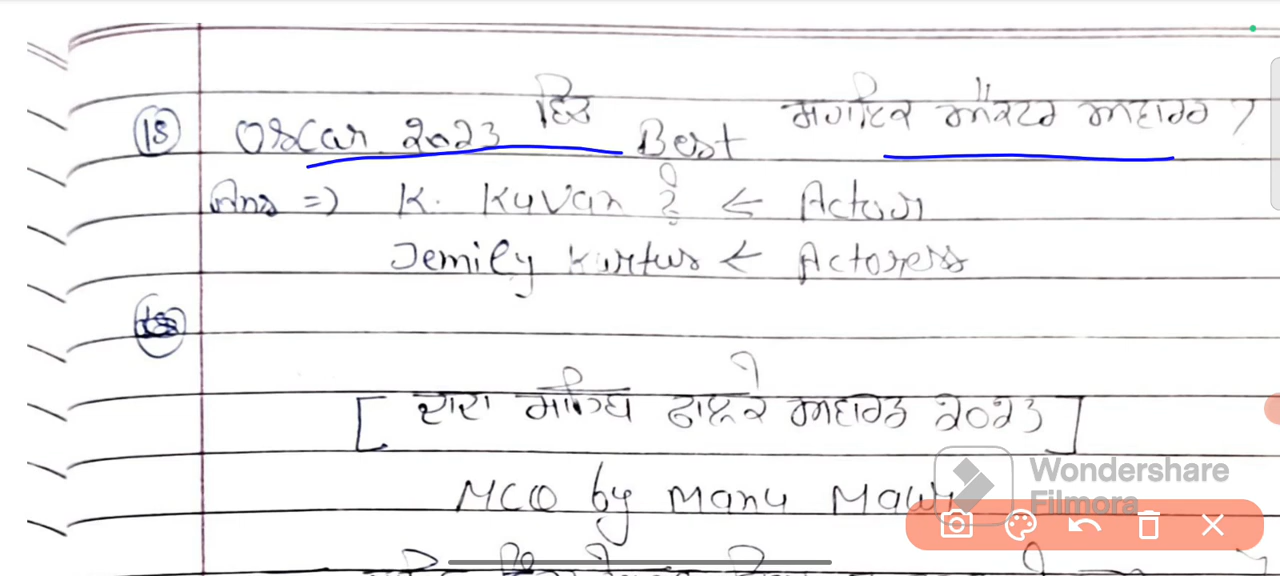 15 Oscar 2023 ਵਿੱਚ Best ਸਹਾਇਕ ਐਕਟਰ ਅਵਾਰਡ ?
Ans => K. Kuvan ? ← Actor
Jemily Kurtus ← Actoress
[ ਦਾਦਾ ਸਾਹਿਬ ਫਾਲਕੇ ਅਵਾਰਡ 2023 ]
MCQ by Manu
Wondershare
Filmora